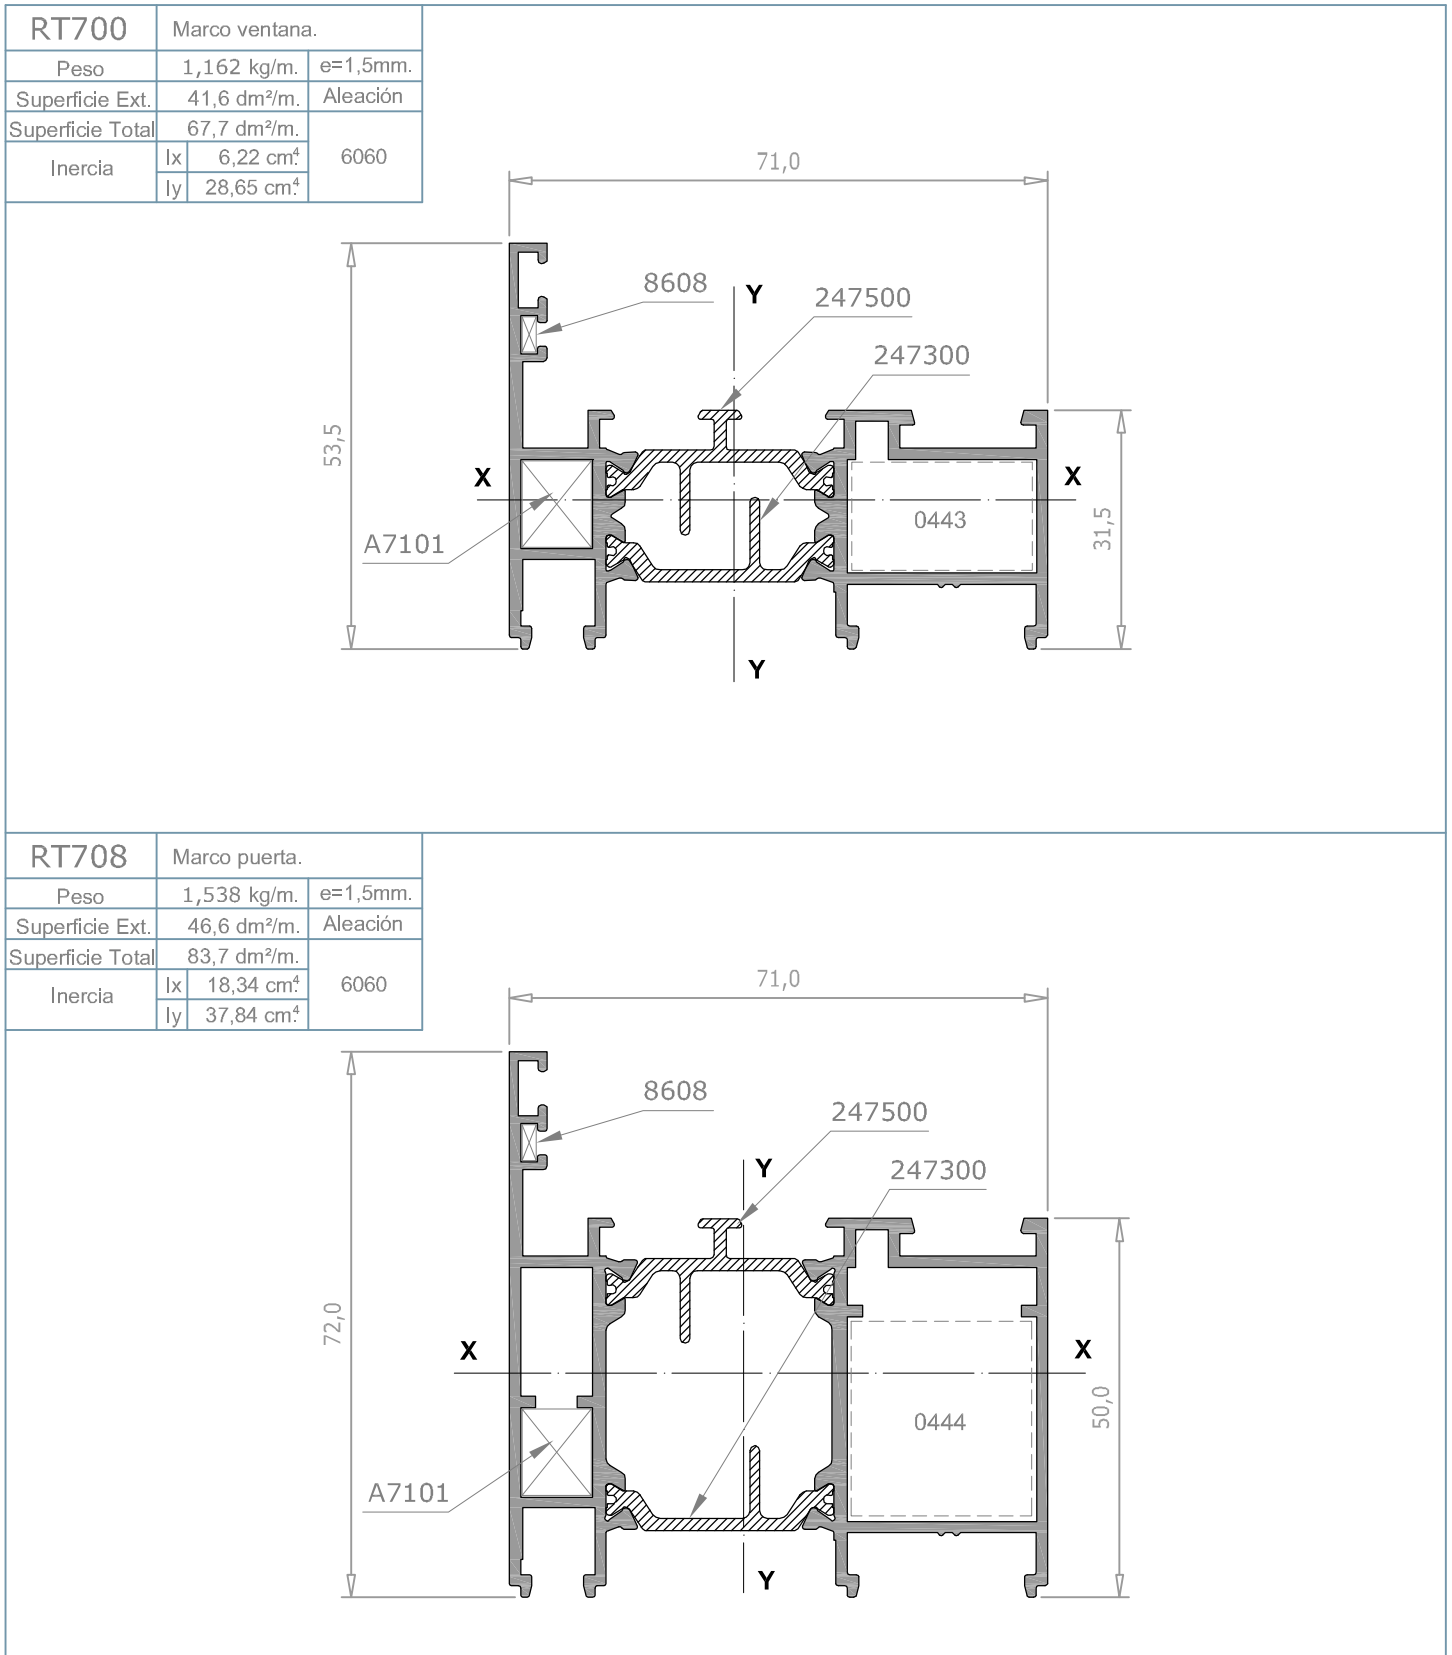 RT700 Marco ventana.
Peso 1,162 kg/m. e=1,5mm.
Superficie Ext. 41,6 dm²/m. Aleación
Superficie Total 67,7 dm²/m.
Inercia Ix 6,22 cm⁴. 6060
Iy 28,65 cm⁴.
71,0
8608
Y
247500
247300
53,5
X
X
0443
31,5
A7101
Y
RT708 Marco puerta.
Peso 1,538 kg/m. e=1,5mm.
Superficie Ext. 46,6 dm²/m. Aleación
Superficie Total 83,7 dm²/m.
Inercia Ix 18,34 cm⁴. 6060
Iy 37,84 cm⁴.
71,0
8608
247500
Y
247300
72,0
X
X
0444
50,0
A7101
Y